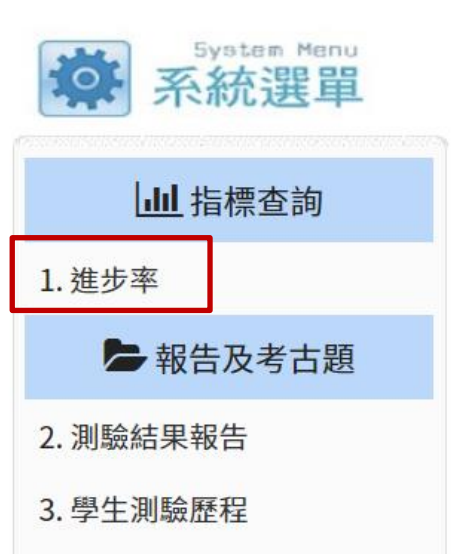 System Menu
系統選單
指標查詢
1. 進步率
報告及考古題
2. 測驗結果報告
3. 學生測驗歷程